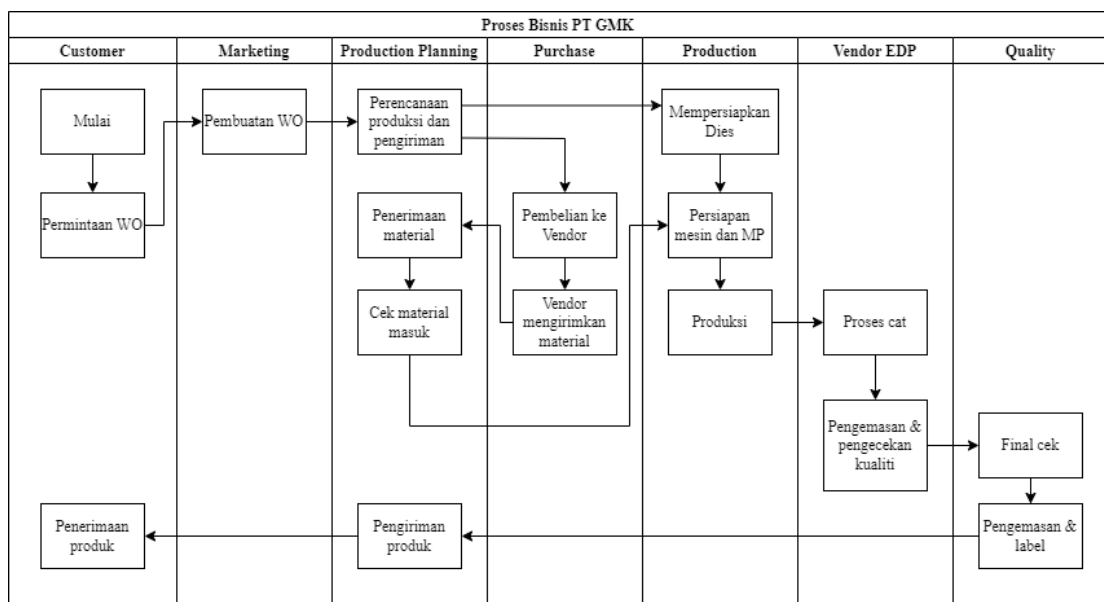 Proses Bisnis PT GMK
Customer
Marketing
Production Planning
Purchase
Production
Vendor EDP
Quality
Mulai
Pembuatan WO
Perencanaan
produksi dan
pengiriman
Mempersiapkan
Dies
Permintaan WO
Penerimaan
material
Pembelian ke
Vendor
Persiapan
mesin dan MP
Cek material
masuk
Vendor
mengirimkan
material
Produksi
Proses cat
Pengemasan &
pengecekan
kualiti
Final cek
Penerimaan
produk
Pengiriman
produk
Pengemasan &
label